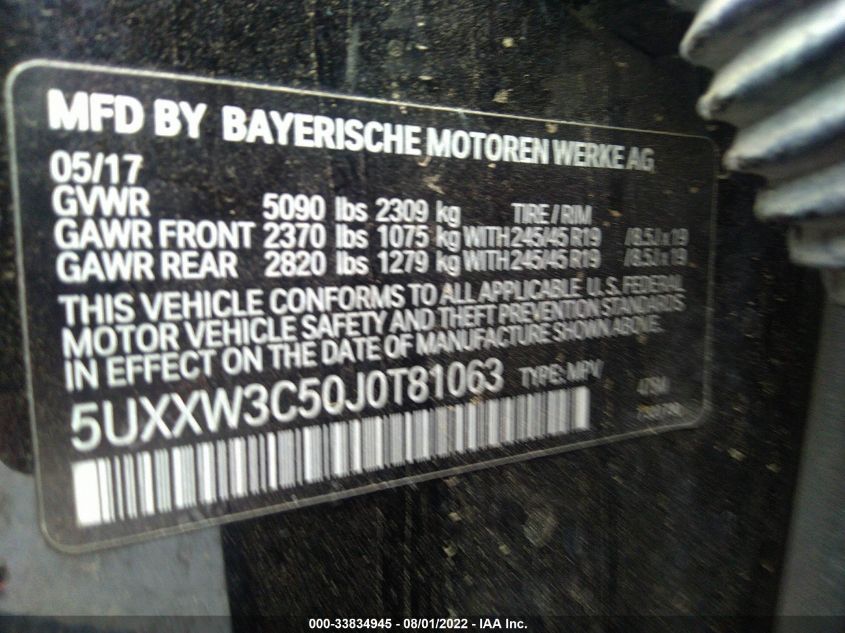 MFD BY BAYERISCHE MOTOREN WERKE AG
05/17
GVWR 5090 lbs 2309 kg TIRE / RIM
GAWR FRONT 2370 lbs 1075 kg WITH 245/45 R19 /8.5J x 19
GAWR REAR 2820 lbs 1279 kg WITH 245/45 R19 /8.5J x 19
THIS VEHICLE CONFORMS TO ALL APPLICABLE U.S. FEDERAL
MOTOR VEHICLE SAFETY AND THEFT PREVENTION STANDARDS
IN EFFECT ON THE DATE OF MANUFACTURE SHOWN ABOVE.
5UXXW3C50J0T81063 TYPE: MPV
000-33834945 - 08/01/2022 - IAA Inc.